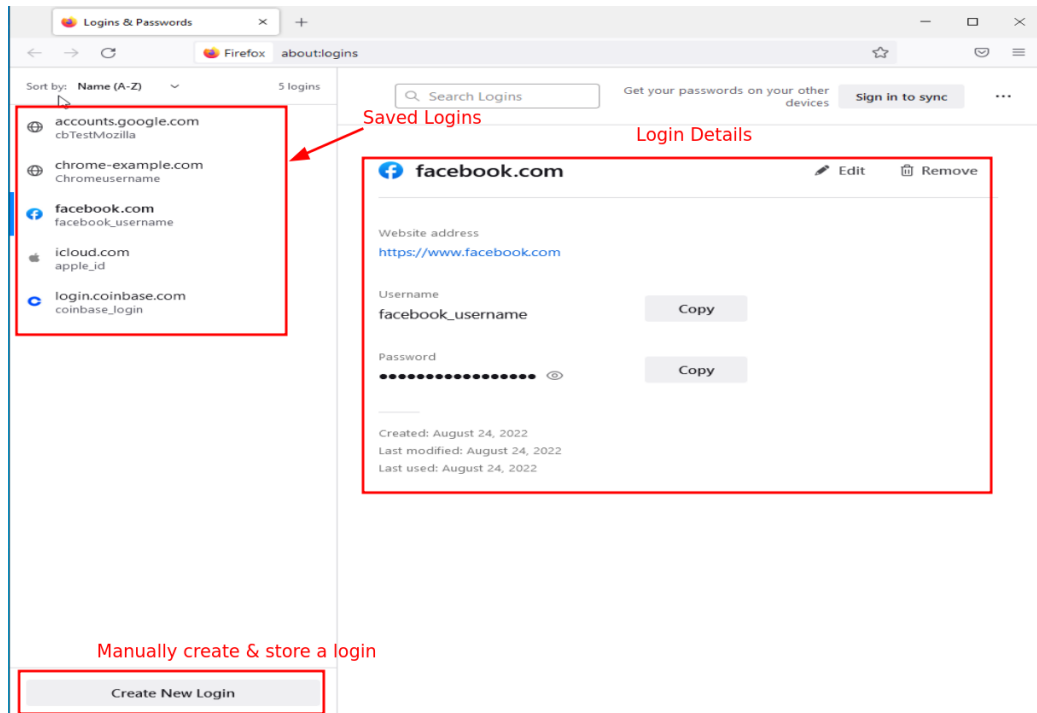 Logins & Passwords
Firefox about:logins
Sort by: Name (A-Z) 5 logins
accounts.google.com
cbTestMozilla
chrome-example.com
Chromeusername
facebook.com
facebook_username
icloud.com
apple_id
login.coinbase.com
coinbase_login
Manually create & store a login
Create New Login
Search Logins
Get your passwords on your other
devices
Sign in to sync
Saved Logins
Login Details
facebook.com
Edit
Remove
Website address
https://www.facebook.com
Username
facebook_username
Copy
Password
●●●●●●●●●●●●●●●●●
Copy
Created: August 24, 2022
Last modified: August 24, 2022
Last used: August 24, 2022